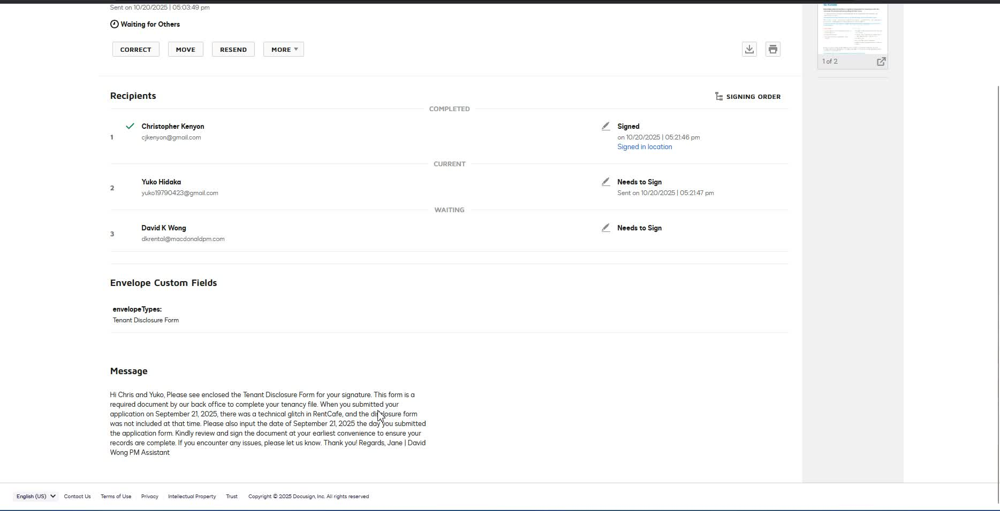 Sent on 10/20/2025 | 05:03:49 pm
Waiting for Others
CORRECT
MOVE
RESEND
MORE
1 of 2
Recipients
SIGNING ORDER
COMPLETED
1
Christopher Kenyon
cjkenyon@gmail.com
Signed
on 10/20/2025 | 05:21:46 pm
Signed in location
CURRENT
2
Yuko Hidaka
yuko19790423@gmail.com
Needs to Sign
Sent on 10/20/2025 | 05:21:47 pm
WAITING
3
David K Wong
dkrental@macdonaldpm.com
Needs to Sign
Envelope Custom Fields
envelopeTypes:
Tenant Disclosure Form
Message
Hi Chris and Yuko, Please see enclosed the Tenant Disclosure Form for your signature. This form is a
required document by our back office to complete your tenancy file. When you submitted your
application on September 21, 2025, there was a technical glitch in RentCafe, and the disclosure form
was not included at that time. Please also input the date of September 21, 2025 the day you submitted
the application form. Kindly review and sign the document at your earliest convenience to ensure your
records are complete. If you encounter any issues, please let us know. Thank you! Regards, Jane | David
Wong PM Assistant
English (US)
Contact Us
Terms of Use
Privacy
Intellectual Property
Trust
Copyright © 2025 Docusign, Inc. All rights reserved